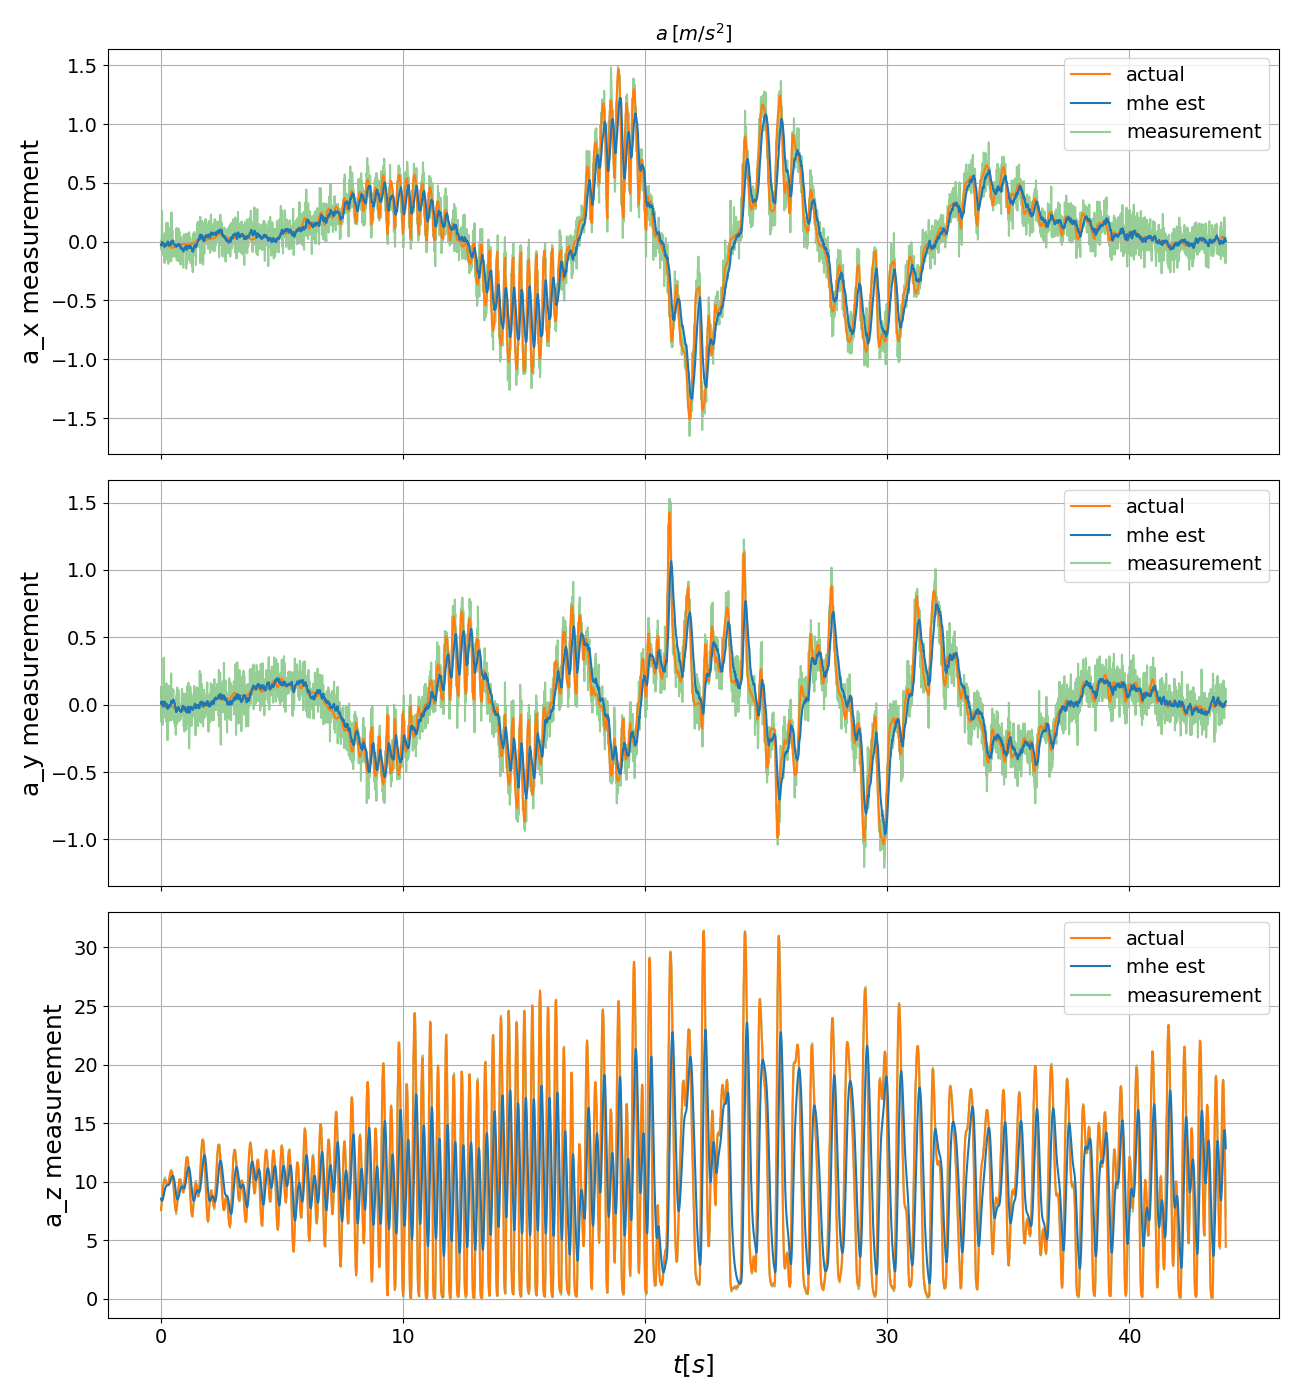 a [m/s²]
1.5
1.0
0.5
0.0
−0.5
−1.0
−1.5
a_x measurement
actual
mhe est
measurement
1.5
1.0
0.5
0.0
−0.5
−1.0
a_y measurement
actual
mhe est
measurement
30
25
20
15
10
5
0
a_z measurement
actual
mhe est
measurement
0 10 20 30 40
t[s]